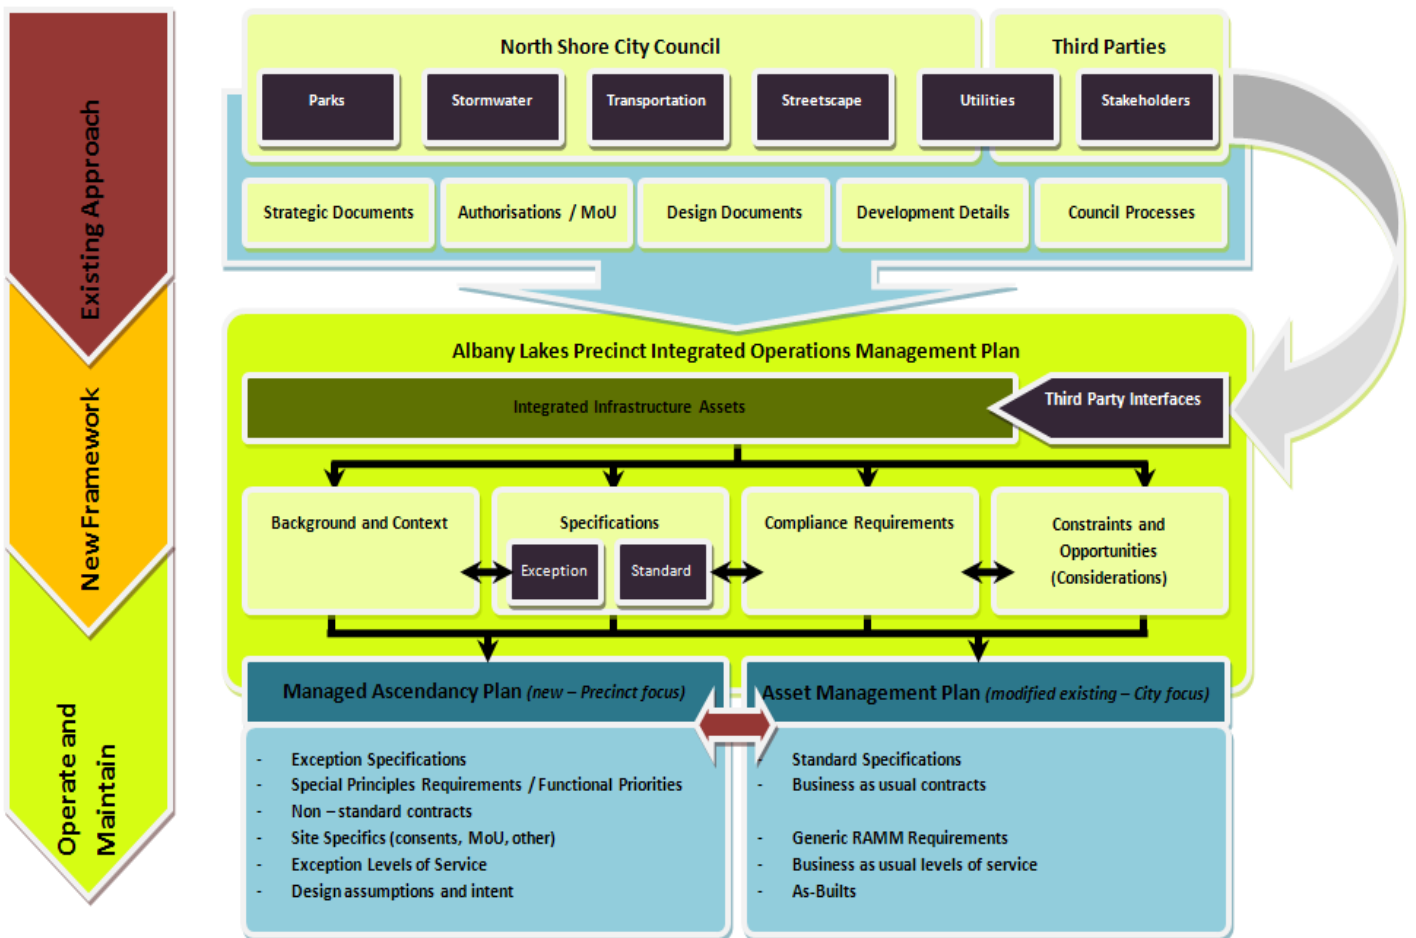 Existing Approach
New Framework
Operate and
Maintain
North Shore City Council
Third Parties
Parks
Stormwater
Transportation
Streetscape
Utilities
Stakeholders
Strategic Documents
Authorisations / MoU
Design Documents
Development Details
Council Processes
Albany Lakes Precinct Integrated Operations Management Plan
Integrated Infrastructure Assets
Third Party Interfaces
Background and Context
Specifications
Exception
Standard
Compliance Requirements
Constraints and
Opportunities
(Considerations)
Managed Ascendancy Plan (new – Precinct focus)
- Exception Specifications
- Special Principles Requirements / Functional Priorities
- Non – standard contracts
- Site Specifics (consents, MoU, other)
- Exception Levels of Service
- Design assumptions and intent
Asset Management Plan (modified existing – City focus)
- Standard Specifications
- Business as usual contracts
- Generic RAMM Requirements
- Business as usual levels of service
- As-Builts